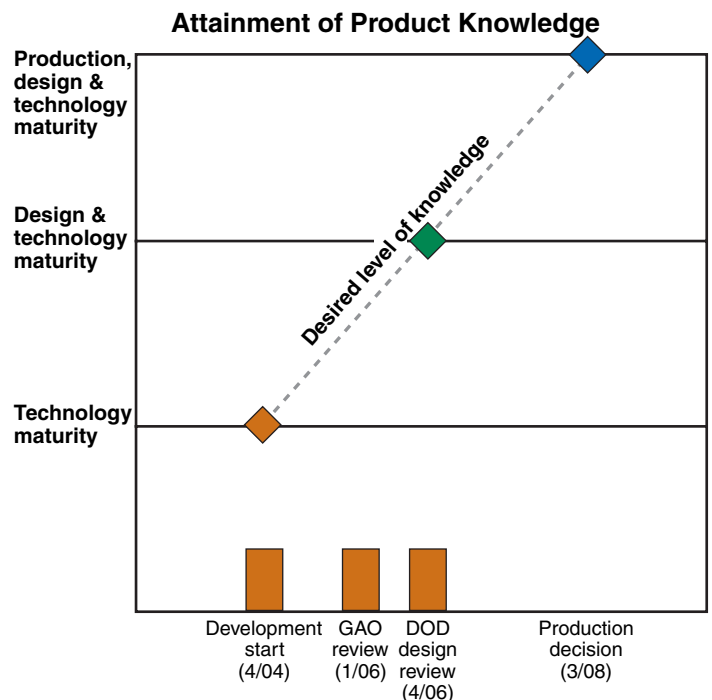 Attainment of Product Knowledge
Production,
design &
technology
maturity
Design &
technology
maturity
Technology
maturity
Desired level of knowledge
Development
start
(4/04)
GAO
review
(1/06)
DOD
design
review
(4/06)
Production
decision
(3/08)